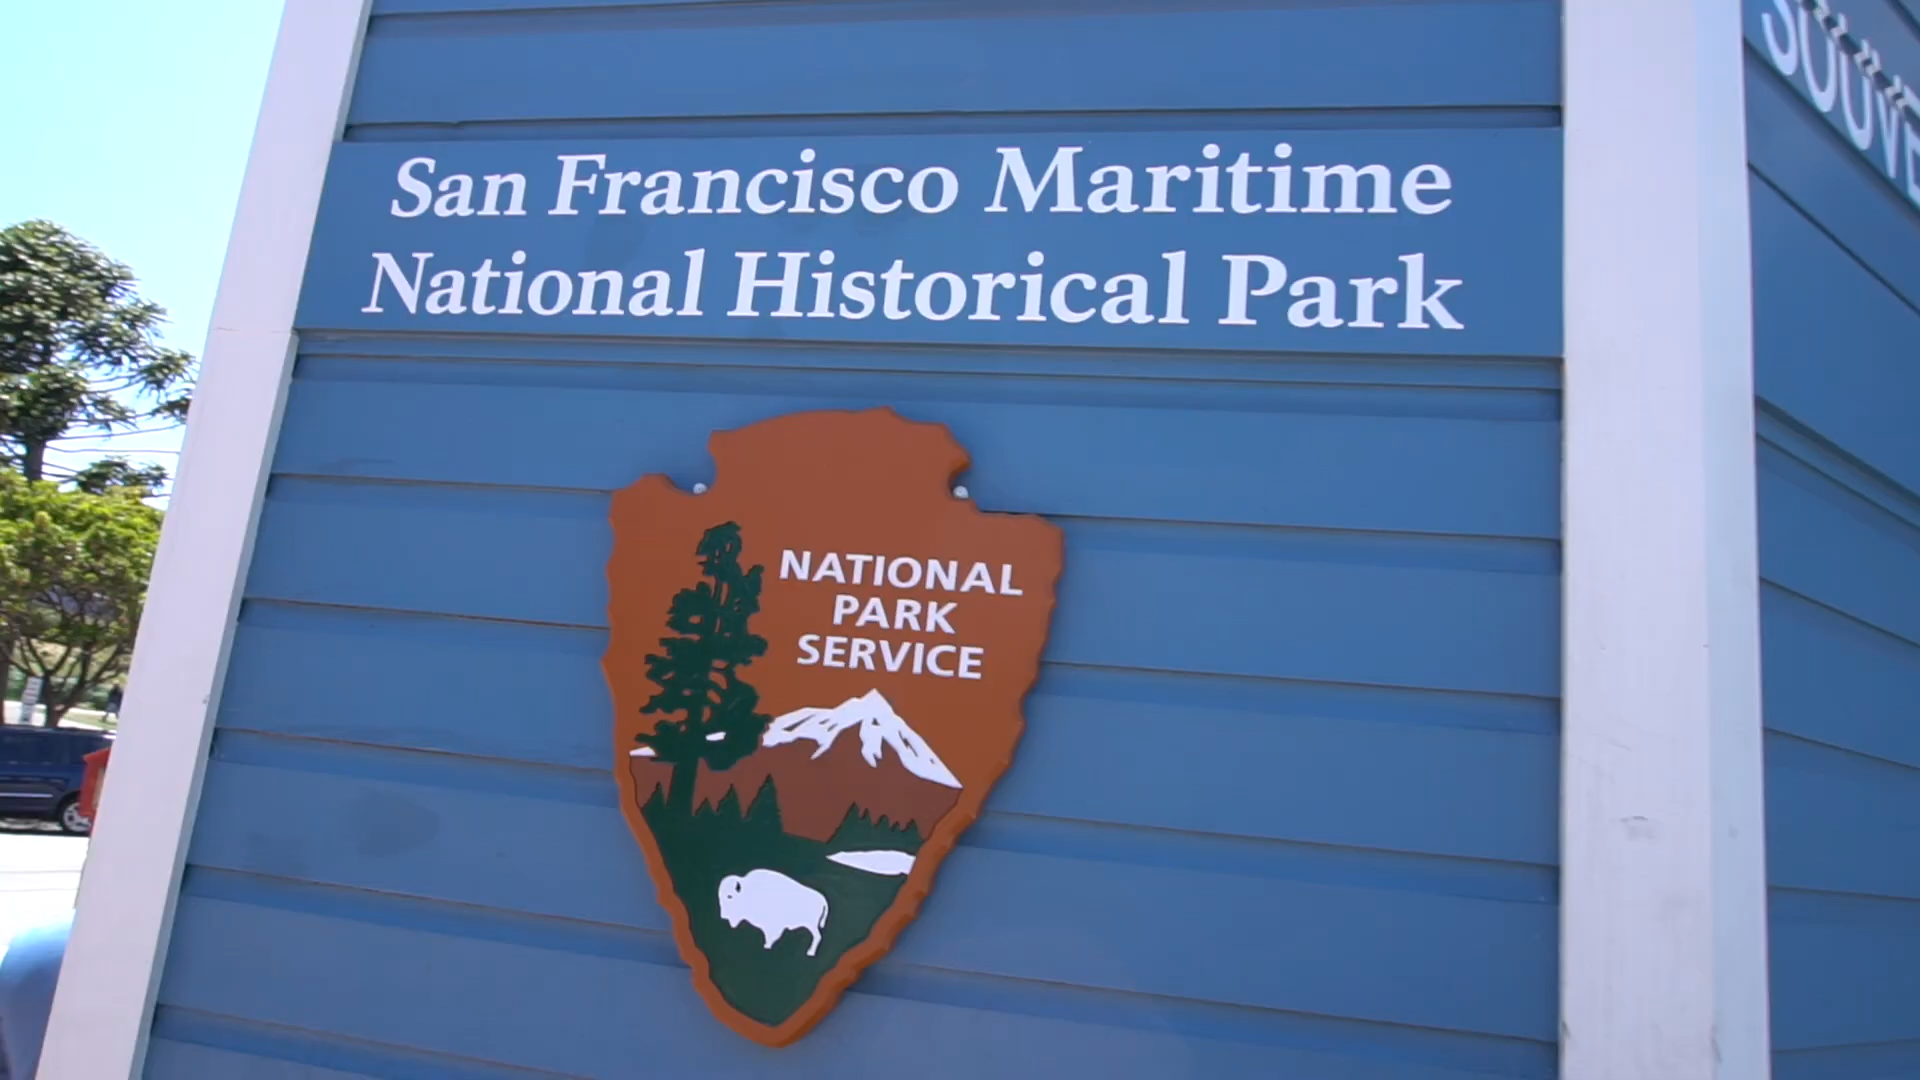 San Francisco Maritime
National Historical Park
NATIONAL
PARK
SERVICE